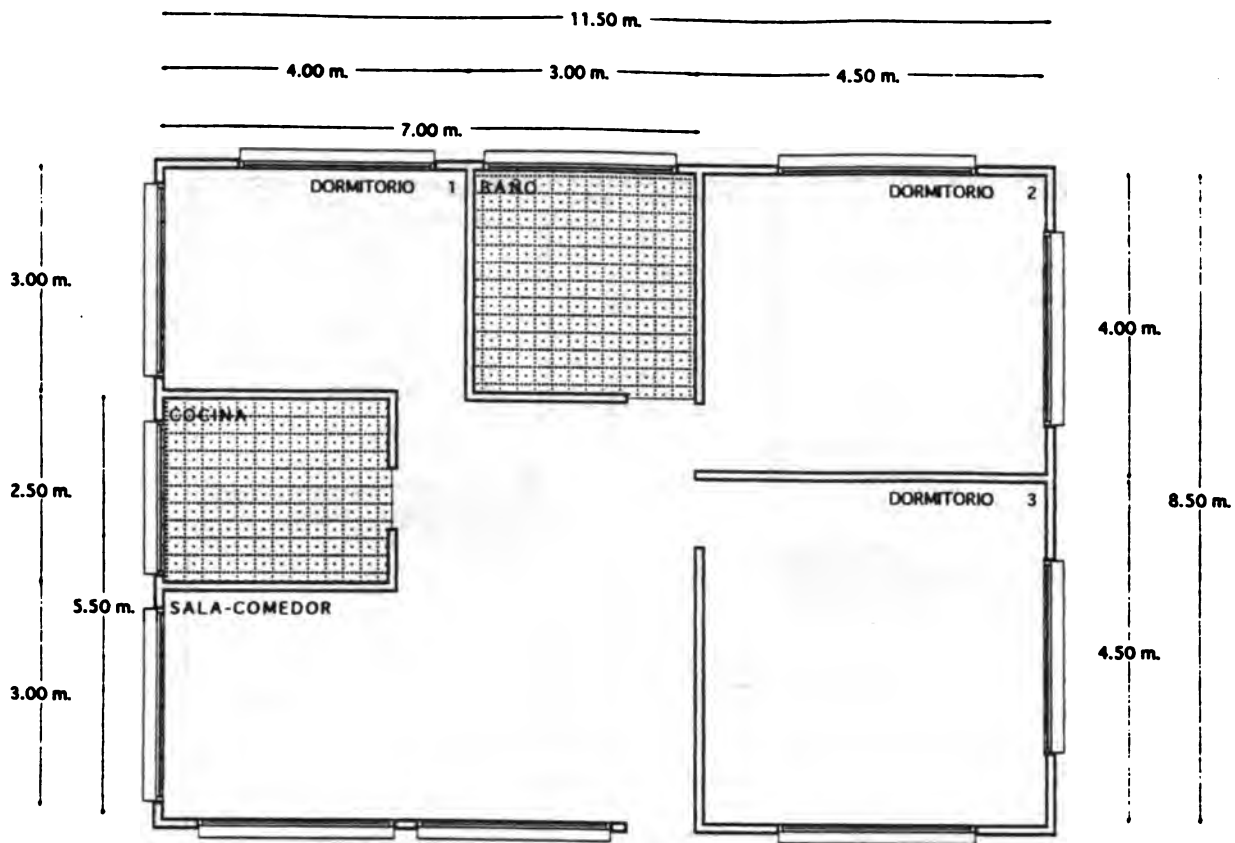 11.50 m.
4.00 m.
3.00 m.
4.50 m.
7.00 m.
DORMITORIO 1
BAÑO
DORMITORIO 2
3.00 m.
4.00 m.
COCINA
2.50 m.
DORMITORIO 3
8.50 m.
5.50 m.
SALA-COMEDOR
4.50 m.
3.00 m.